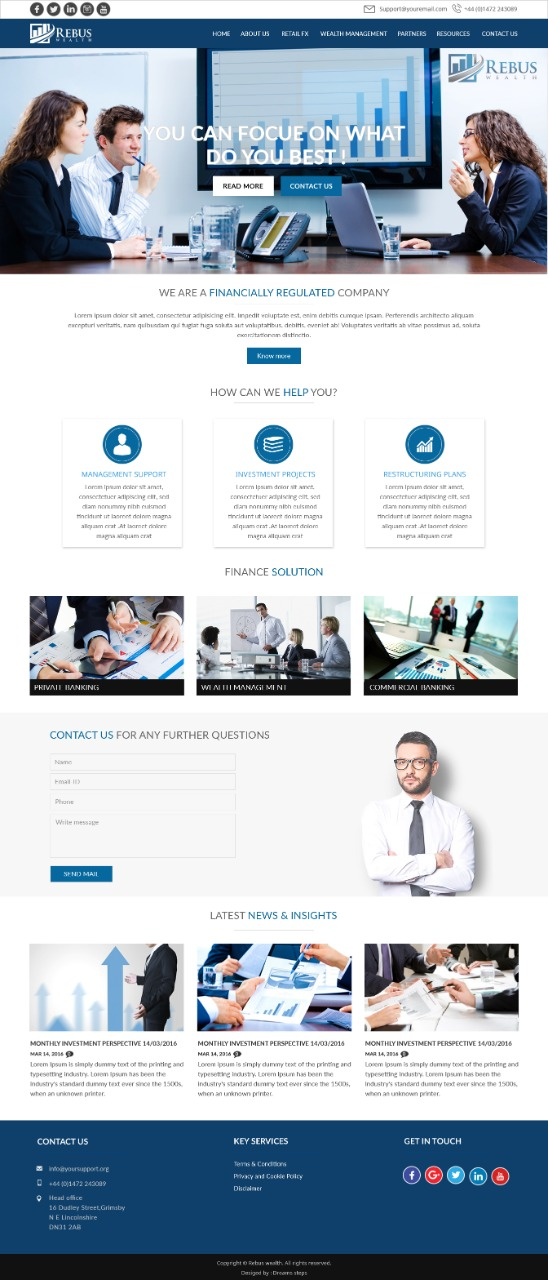 Support@youremail.com +44 (0)1472 243089
REBUS
WEALTH
HOME ABOUT US RETAIL FX WEALTH MANAGEMENT PARTNERS RESOURCES CONTACT US
REBUS
WEALTH
YOU CAN FOCUS ON WHAT
DO YOU BEST !
READ MORE CONTACT US
WE ARE A FINANCIALLY REGULATED COMPANY
Lorem ipsum dolor sit amet, consectetur adipisicing elit. Impedit voluptate est, enim debitis cumque ipsam. Perferendis architecto aliquam
excepturi veritatis, nam quibusdam qui fugiat fuga soluta aut voluptatibus, debitis, eveniet ab! Voluptates veritatis ab vitae possimus ad, soluta
exercitationem distinctio.
Know more
HOW CAN WE HELP YOU?
MANAGEMENT SUPPORT
Lorem ipsum dolor sit amet,
consectetuer adipiscing elit, sed
diam nonummy nibh euismod
tincidunt ut laoreet dolore magna
aliquam erat .At laoreet dolore
magna aliquam erat
INVESTMENT PROJECTS
Lorem ipsum dolor sit amet,
consectetuer adipiscing elit, sed
diam nonummy nibh euismod
tincidunt ut laoreet dolore magna
aliquam erat .At laoreet dolore
magna aliquam erat
RESTRUCTURING PLANS
Lorem ipsum dolor sit amet,
consectetuer adipiscing elit, sed
diam nonummy nibh euismod
tincidunt ut laoreet dolore magna
aliquam erat .At laoreet dolore
magna aliquam erat
FINANCE SOLUTION
PRIVATE BANKING
WEALTH MANAGEMENT
COMMERCIAL BANKING
CONTACT US FOR ANY FURTHER QUESTIONS
Name
Email ID
Phone
Write message
SEND MAIL
LATEST NEWS & INSIGHTS
MONTHLY INVESTMENT PERSPECTIVE 14/03/2016
MAR 14, 2016
Lorem Ipsum is simply dummy text of the printing and
typesetting industry. Lorem Ipsum has been the
industry's standard dummy text ever since the 1500s,
when an unknown printer.
MONTHLY INVESTMENT PERSPECTIVE 14/03/2016
MAR 14, 2016
Lorem Ipsum is simply dummy text of the printing and
typesetting industry. Lorem Ipsum has been the
industry's standard dummy text ever since the 1500s,
when an unknown printer.
MONTHLY INVESTMENT PERSPECTIVE 14/03/2016
MAR 14, 2016
Lorem Ipsum is simply dummy text of the printing and
typesetting industry. Lorem Ipsum has been the
industry's standard dummy text ever since the 1500s,
when an unknown printer.
CONTACT US
info@yoursupport.org
+44 (0)1472 243089
Head office
16 Dudley Street,Grimsby
N E Lincolnshire
DN31 2AB
KEY SERVICES
Terms & Conditions
Privacy and Cookie Policy
Disclaimer
GET IN TOUCH
Copyright © Rebus wealth. All rights reserved.
Desiged by : Dreams steps